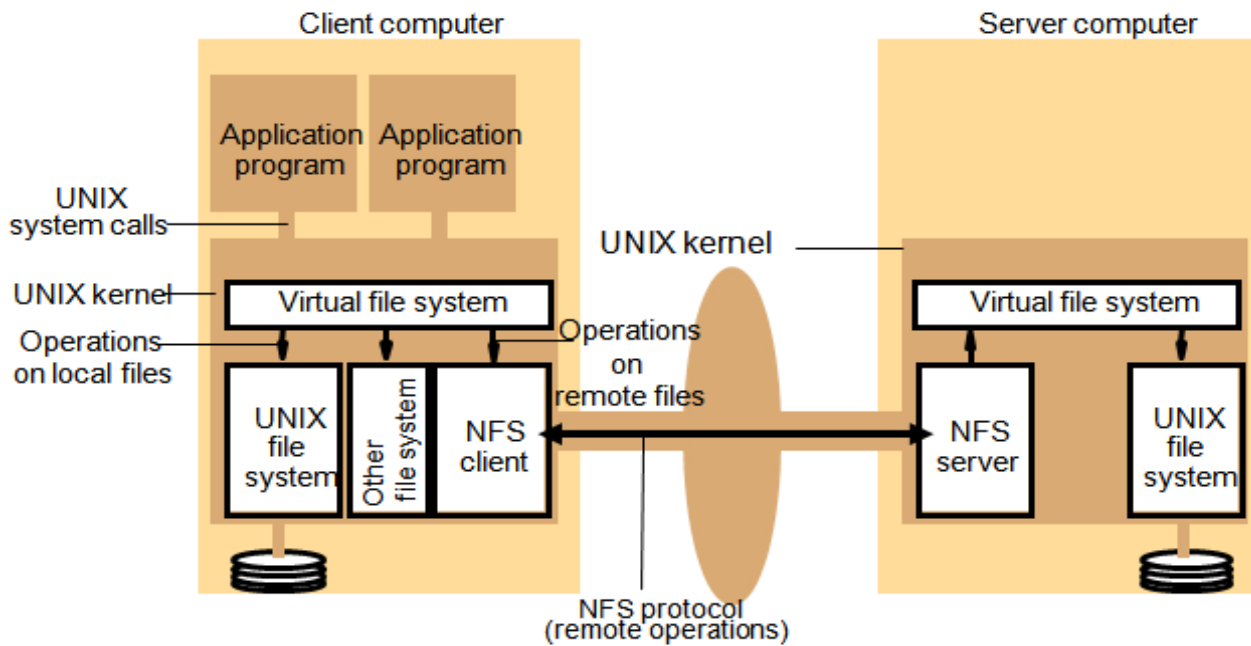 Client computer
Server computer
Application
program
Application
program
UNIX
system calls
UNIX kernel
UNIX kernel
Virtual file system
Virtual file system
Operations
on local files
Operations
on
remote files
UNIX
file
system
Other
file system
NFS
client
NFS
server
UNIX
file
system
NFS protocol
(remote operations)